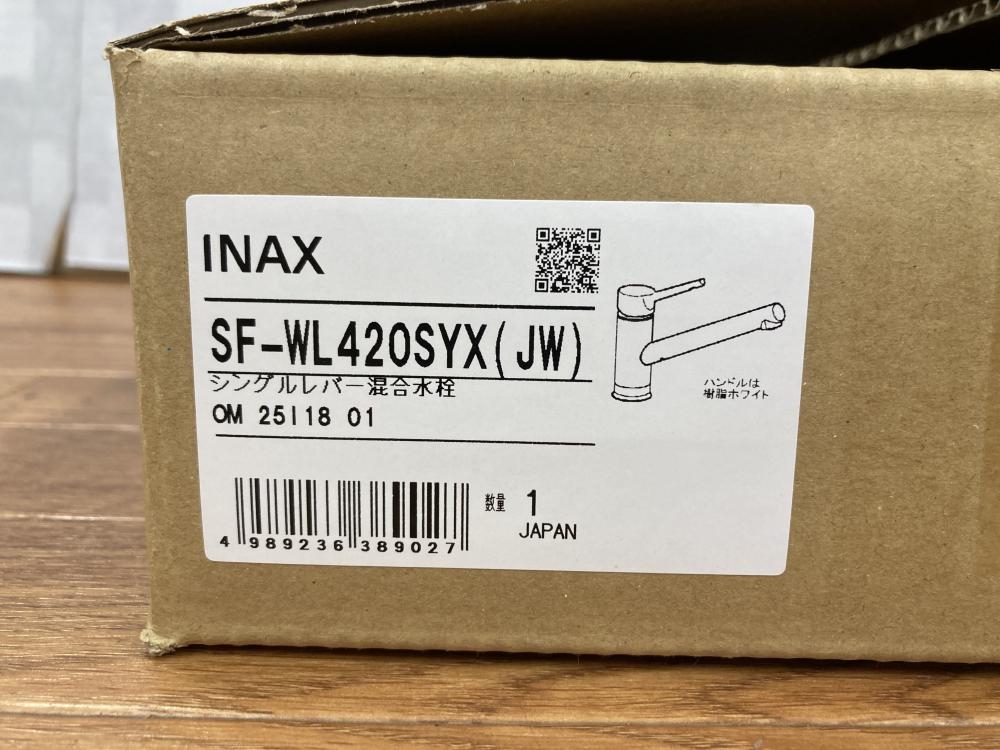 INAX
SF-WL420SYX(JW)
シングルレバー混合水栓
OM 25I18 01
ハンドルは
樹脂ホワイト
数量 1
JAPAN
4 989236 389027